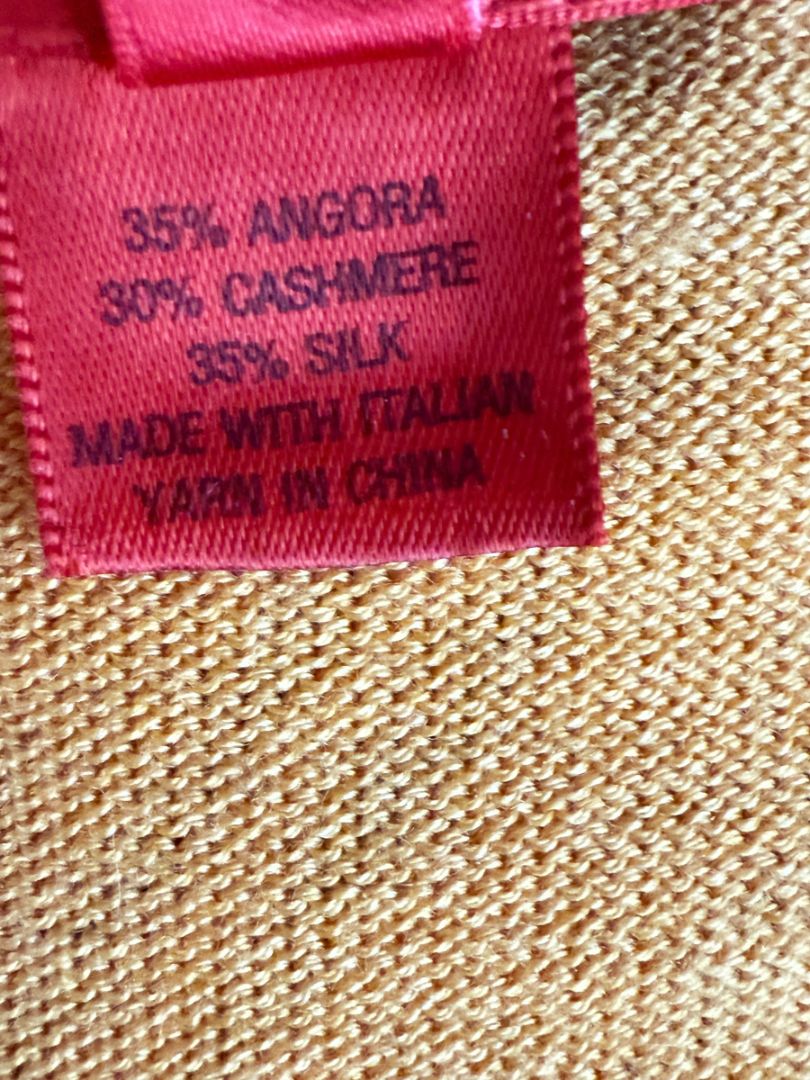 35% ANGORA
30% CASHMERE
35% SILK
MADE WITH ITALIAN
YARN IN CHINA